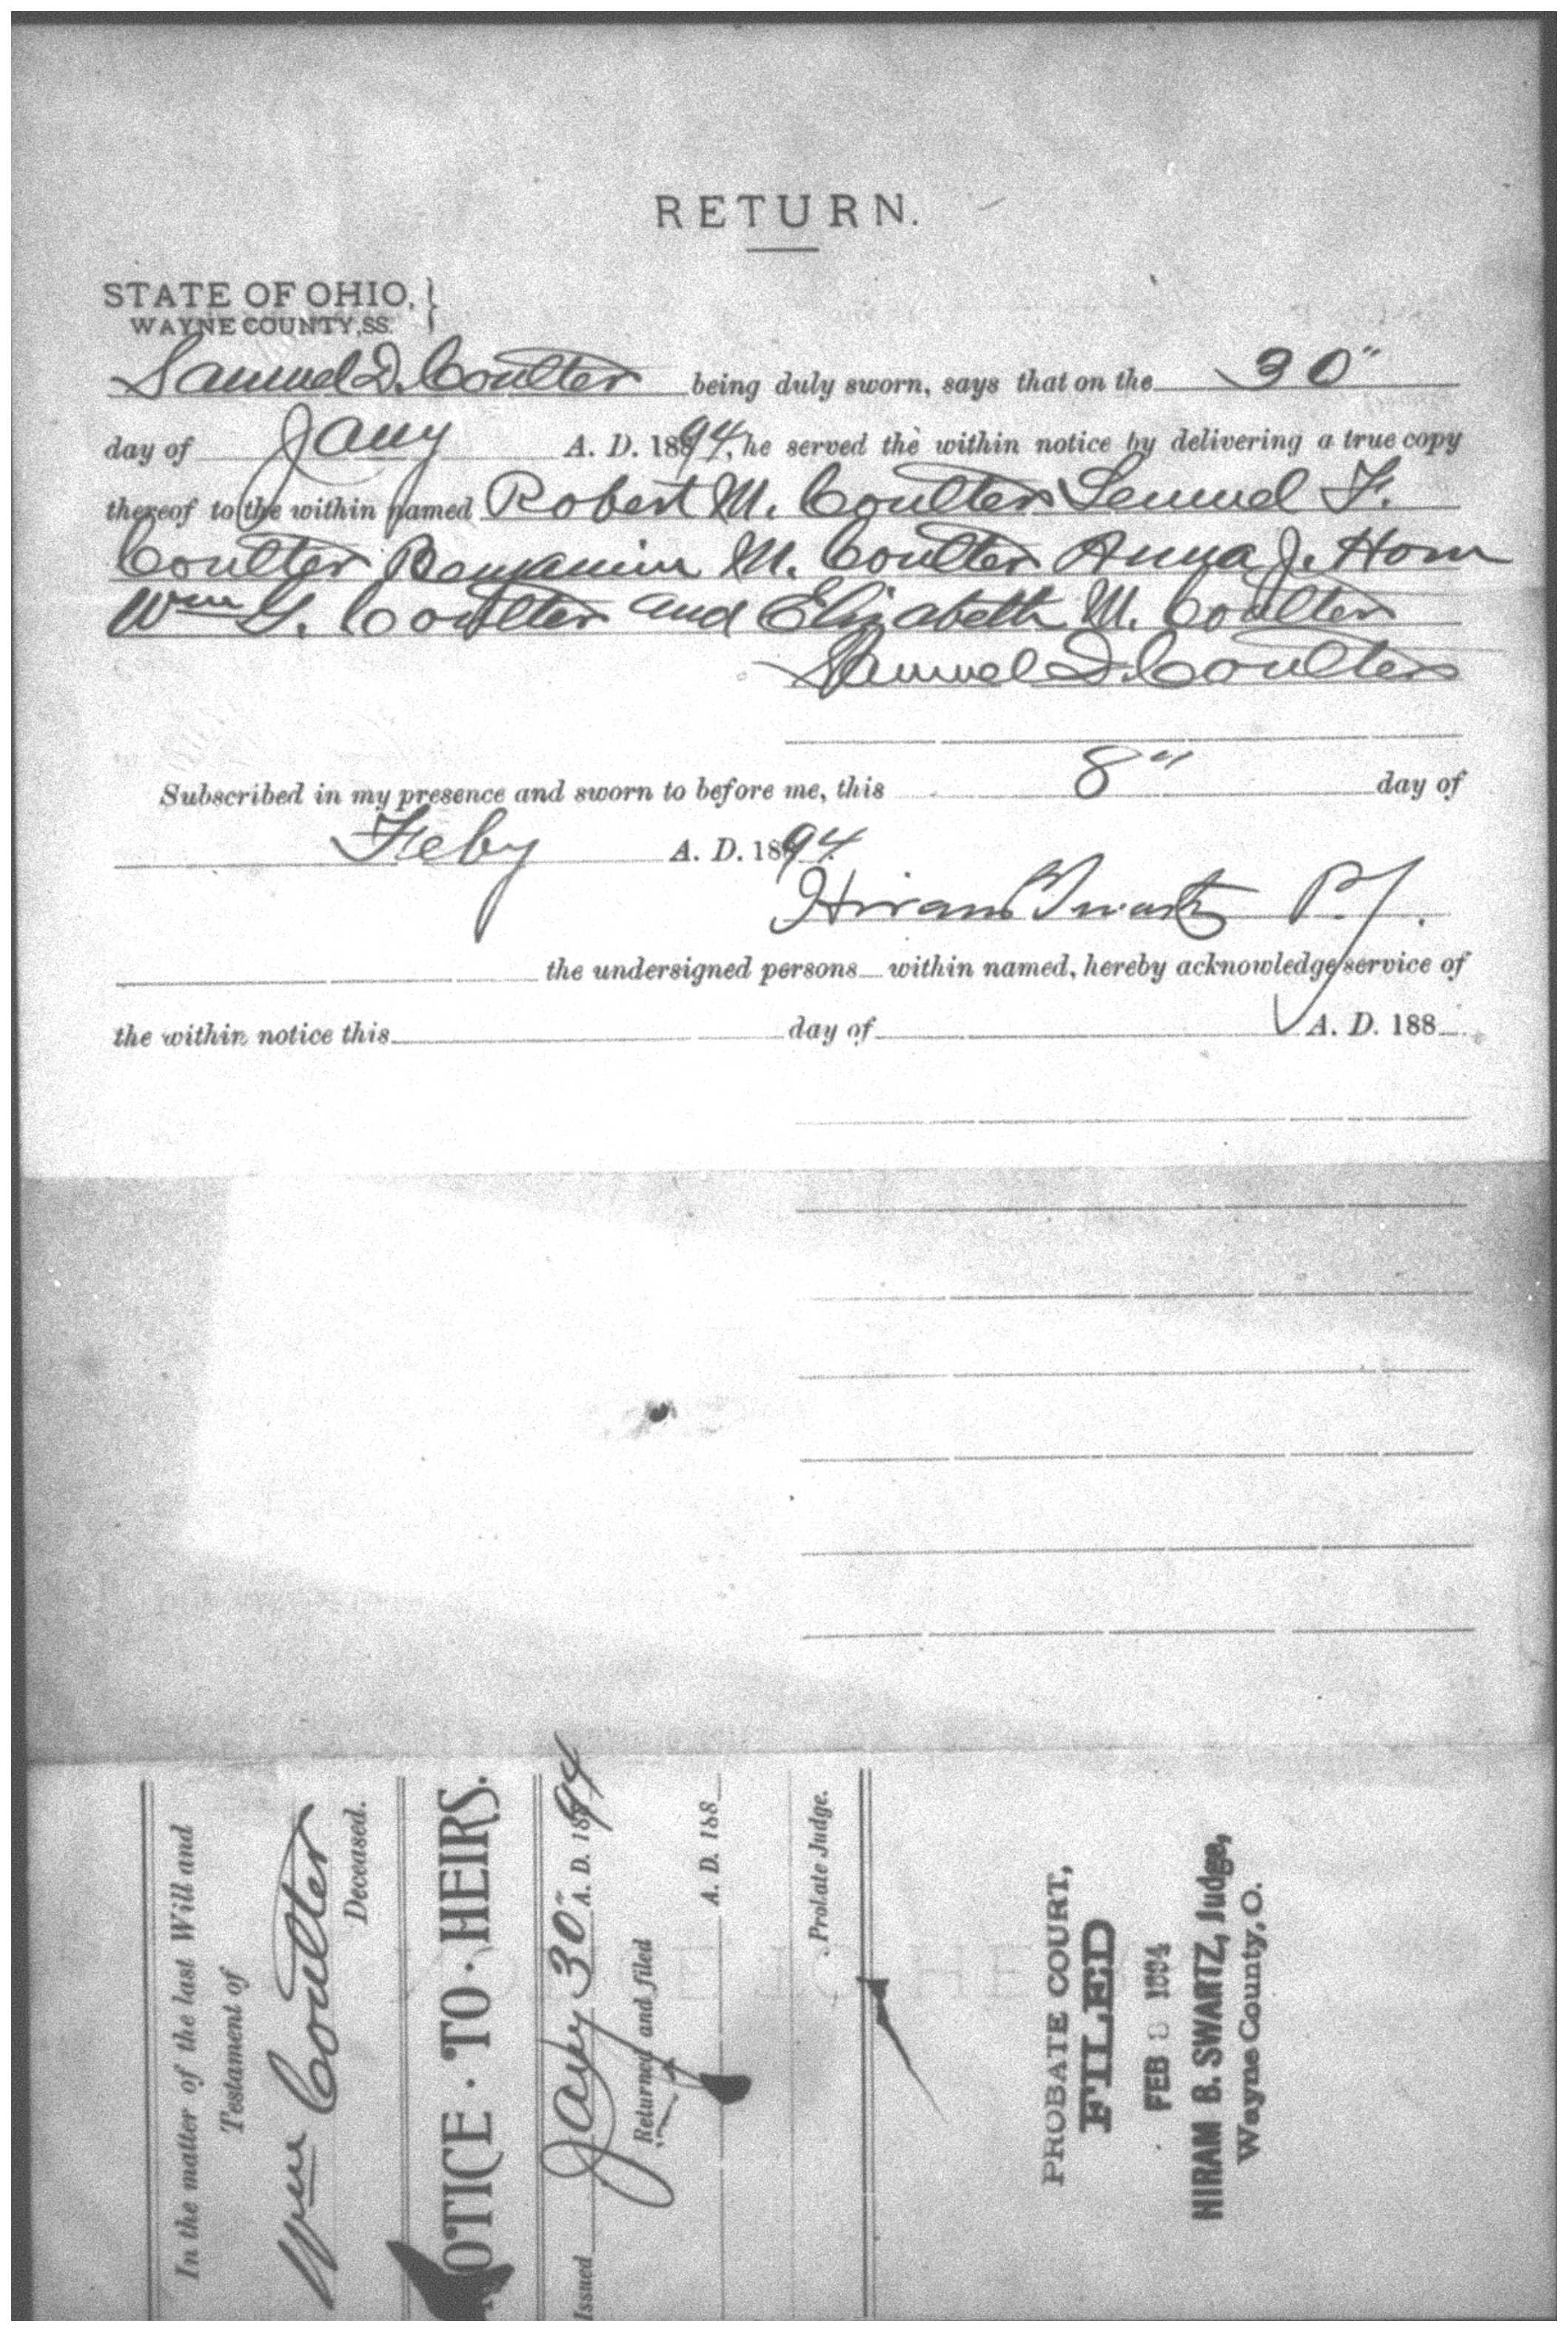 RETURN.
STATE OF OHIO, }
WAYNE COUNTY, SS. }
Samuel D. Coulter being duly sworn, says that on the 30"
day of Jany A. D. 1894, he served the within notice by delivering a true copy
thereof to the within named Robert M. Coulter Lemuel F.
Coulter Benjamin M. Coulter Anna J. Horn
Wm G. Coulter and Elizabeth M. Coulter
Samuel D. Coulter
Subscribed in my presence and sworn to before me, this 8" day of
Feby A. D. 1894
Hiram B Swartz P.J.
the undersigned persons within named, hereby acknowledge service of
the within notice this day of A. D. 188
In the matter of the last Will and
Testament of
Wm Coulter
Deceased.
NOTICE · TO · HEIRS.
Issued Jany 30" A. D. 1894
Returned and filed
A. D. 188
Probate Judge.
PROBATE COURT,
FILED
FEB 8 1894
HIRAM B. SWARTZ, Judge,
Wayne County, O.